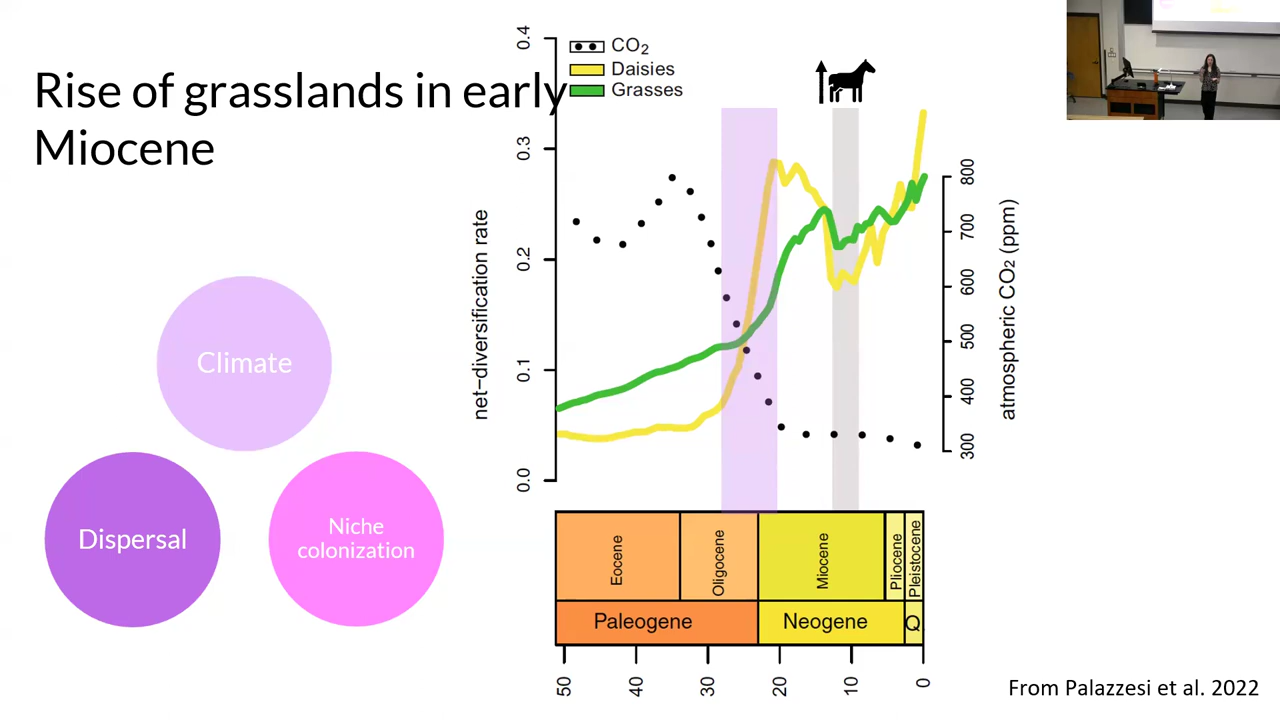 Rise of grasslands in early
Miocene
Climate
Dispersal
Niche
colonization
CO₂
Daisies
Grasses
net−diversification rate
0.4
0.3
0.2
0.1
0.0
800
700
600
500
400
300
atmospheric CO₂ (ppm)
Eocene
Oligocene
Miocene
Pliocene
Pleistocene
Paleogene
Neogene
Q
50
40
30
20
10
0
From Palazzesi et al. 2022